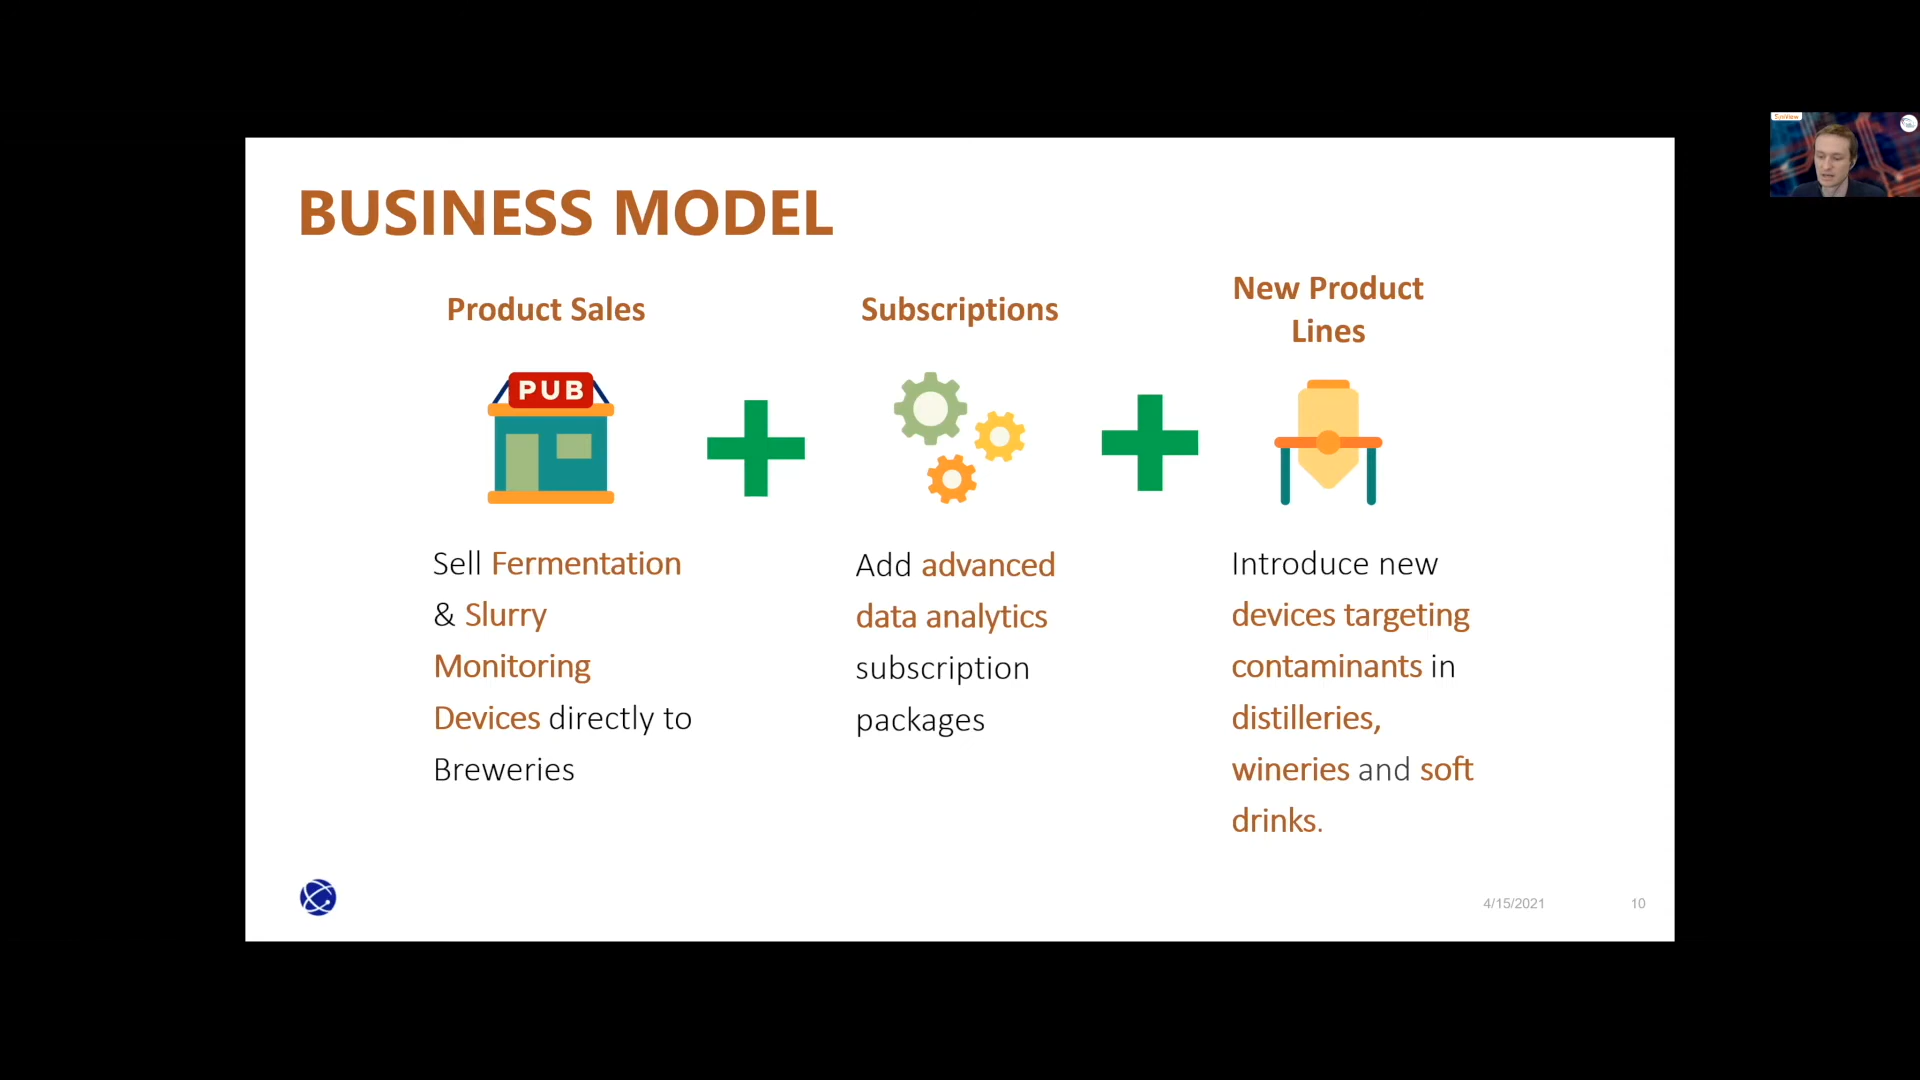 BUSINESS MODEL
Product Sales
Subscriptions
New Product
Lines
PUB
Sell Fermentation
& Slurry
Monitoring
Devices directly to
Breweries
Add advanced
data analytics
subscription
packages
Introduce new
devices targeting
contaminants in
distilleries,
wineries and soft
drinks.
4/15/2021
10